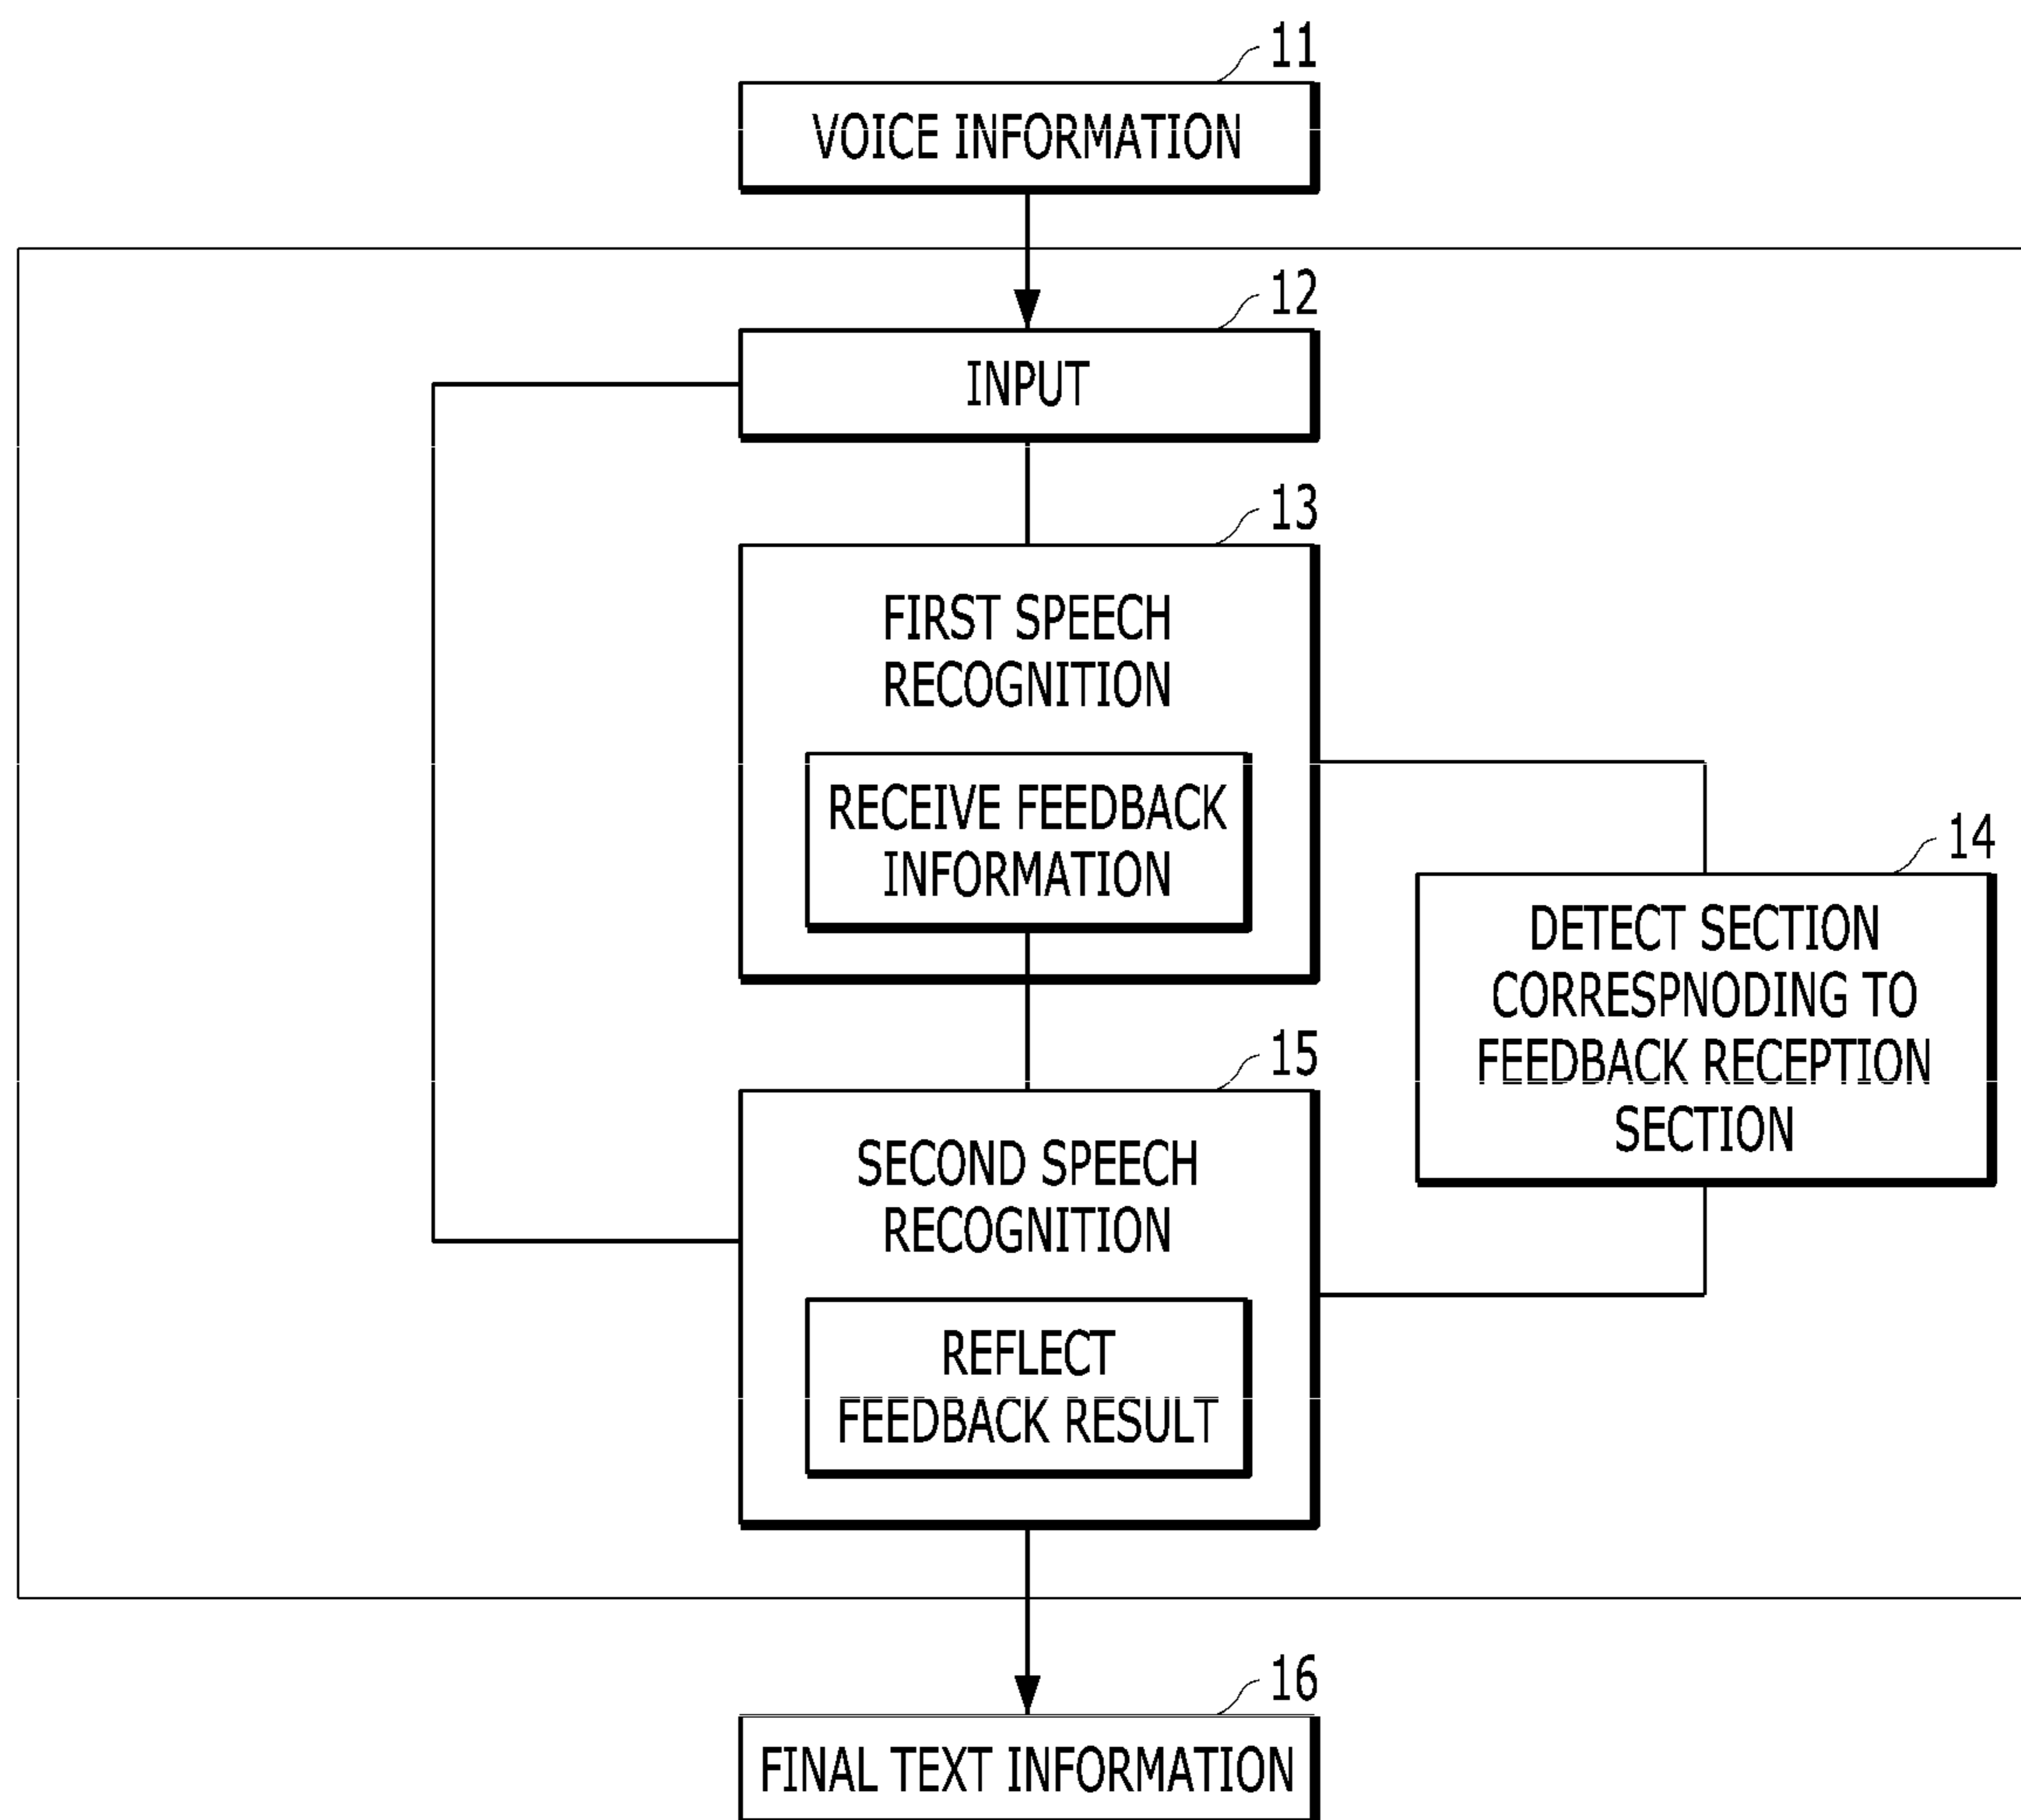 11
VOICE INFORMATION
12
INPUT
13
FIRST SPEECH
RECOGNITION
RECEIVE FEEDBACK
INFORMATION
14
DETECT SECTION
CORRESPNODING TO
FEEDBACK RECEPTION
SECTION
15
SECOND SPEECH
RECOGNITION
REFLECT
FEEDBACK RESULT
16
FINAL TEXT INFORMATION